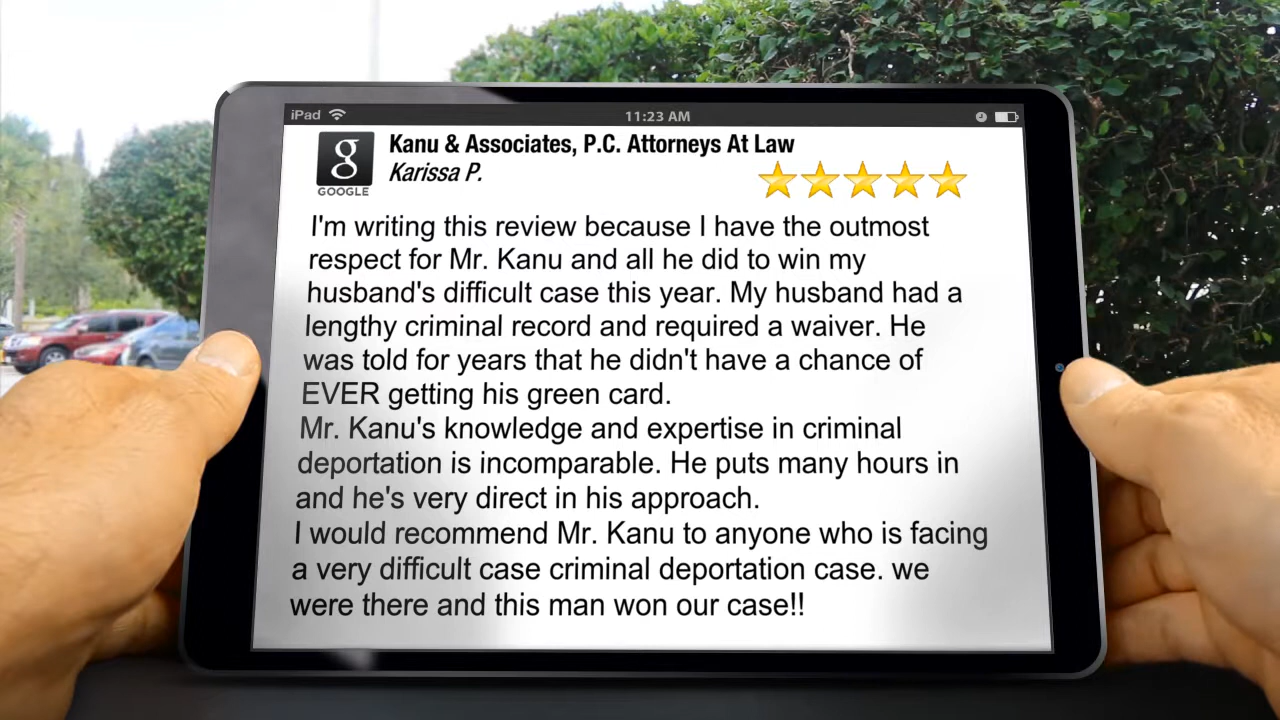 iPad 11:23 AM
g
GOOGLE
Kanu & Associates, P.C. Attorneys At Law
Karissa P.
I'm writing this review because I have the outmost
respect for Mr. Kanu and all he did to win my
husband's difficult case this year. My husband had a
lengthy criminal record and required a waiver. He
was told for years that he didn't have a chance of
EVER getting his green card.
Mr. Kanu's knowledge and expertise in criminal
deportation is incomparable. He puts many hours in
and he's very direct in his approach.
I would recommend Mr. Kanu to anyone who is facing
a very difficult case criminal deportation case. we
were there and this man won our case!!